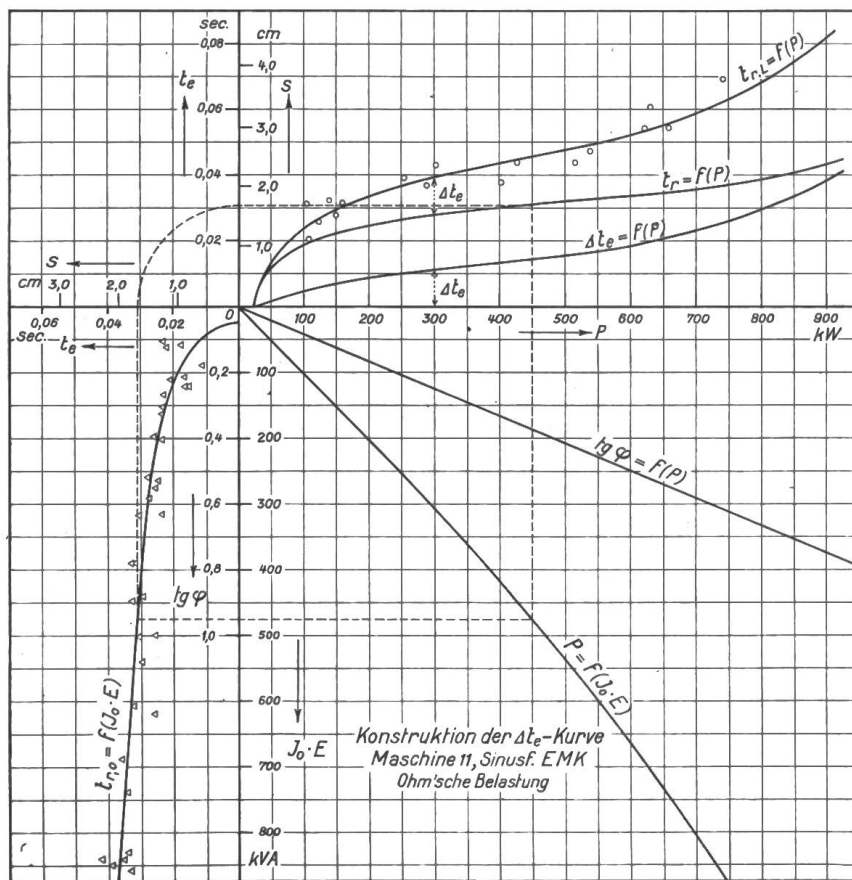 sec.
0,08
cm
4,0
t_e
S
0,06
3,0
t_r,L = f(P)
0,04
2,0
Δt_e
t_r = f(P)
0,02
1,0
Δt_e = f(P)
S
cm 3,0 2,0 1,0
Δt_e
0,06 0,04 0,02 0 100 200 300 400 500 600 700 800 900
sec. t_e P kW
0,2 100
0,4 200
tg φ = f(P)
0,6 300
0,8 400
tg φ
1,0 500
P = f(J_0·E)
600
t_r,0 = f(J_0·E)
J_0·E
Konstruktion der Δt_e-Kurve
Maschine 11, Sinusf. EMK
Ohm'sche Belastung
700
800
kVA